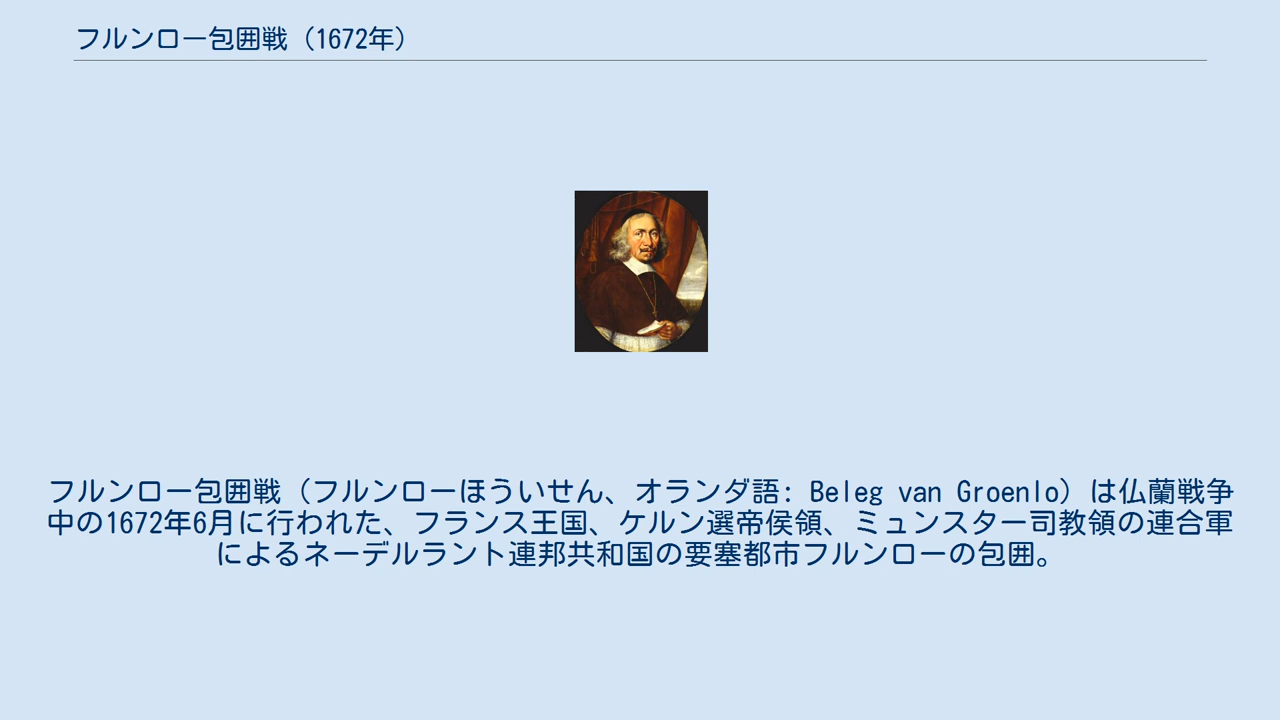 フルンロー包囲戦（1672年）
フルンロー包囲戦（フルンローほういせん、オランダ語: Beleg van Groenlo）は仏蘭戦争
中の1672年6月に行われた、フランス王国、ケルン選帝侯領、ミュンスター司教領の連合軍
によるネーデルラント連邦共和国の要塞都市フルンローの包囲。